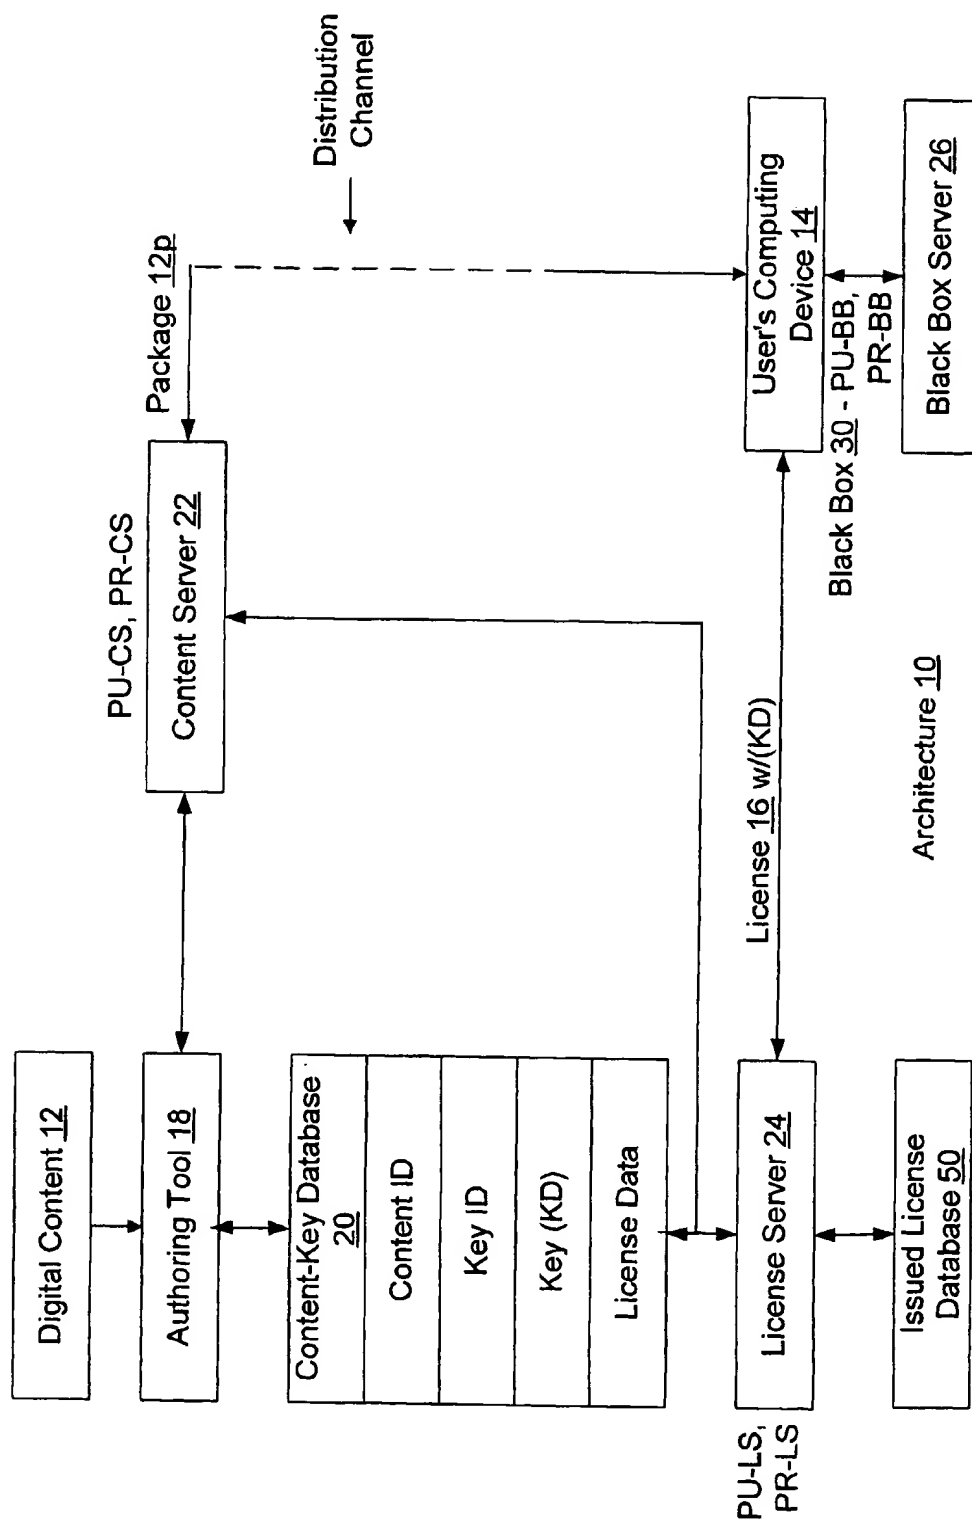 Digital Content 12
Authoring Tool 18
Content-Key Database
20
Content ID
Key ID
Key (KD)
License Data
PU-LS,
PR-LS
License Server 24
Issued License
Database 50
PU-CS, PR-CS
Content Server 22
Package 12p
Distribution
Channel
License 16 w/(KD)
User's Computing
Device 14
Black Box 30 - PU-BB,
PR-BB
Black Box Server 26
Architecture 10